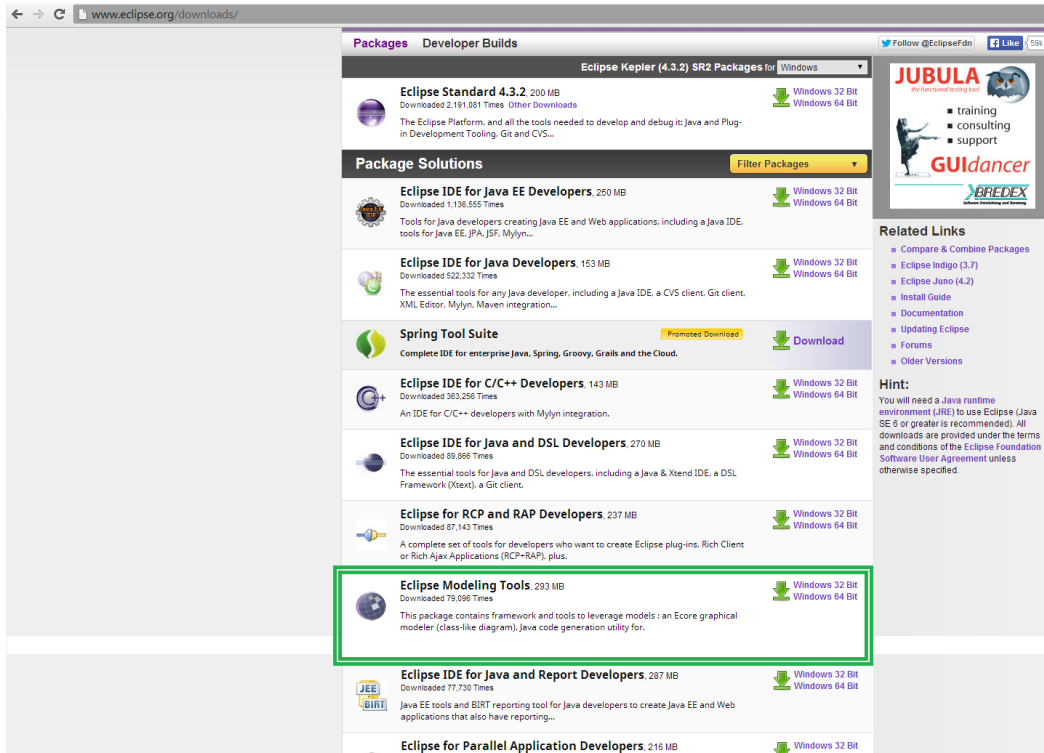 www.eclipse.org/downloads/
Packages Developer Builds
Follow @EclipseFdn
Like
59k
Eclipse Kepler (4.3.2) SR2 Packages for Windows
Eclipse Standard 4.3.2, 200 MB
Downloaded 2,191,081 Times Other Downloads
The Eclipse Platform, and all the tools needed to develop and debug it: Java and Plug-
in Development Tooling, Git and CVS...
Windows 32 Bit
Windows 64 Bit
Package Solutions
Filter Packages
Eclipse IDE for Java EE Developers, 250 MB
Downloaded 1,136,555 Times
Tools for Java developers creating Java EE and Web applications, including a Java IDE,
tools for Java EE, JPA, JSF, Mylyn...
Windows 32 Bit
Windows 64 Bit
Java EE
IDE
Eclipse IDE for Java Developers, 153 MB
Downloaded 522,332 Times
The essential tools for any Java developer, including a Java IDE, a CVS client, Git client,
XML Editor, Mylyn, Maven integration...
Windows 32 Bit
Windows 64 Bit
Spring Tool Suite
Promoted Download
Complete IDE for enterprise Java, Spring, Groovy, Grails and the Cloud.
Download
Eclipse IDE for C/C++ Developers, 143 MB
Downloaded 363,256 Times
An IDE for C/C++ developers with Mylyn integration.
Windows 32 Bit
Windows 64 Bit
C++
Eclipse IDE for Java and DSL Developers, 270 MB
Downloaded 89,866 Times
The essential tools for Java and DSL developers, including a Java & Xtend IDE, a DSL
Framework (Xtext), a Git client.
Windows 32 Bit
Windows 64 Bit
Eclipse for RCP and RAP Developers, 237 MB
Downloaded 87,143 Times
A complete set of tools for developers who want to create Eclipse plug-ins, Rich Client
or Rich Ajax Applications (RCP+RAP), plus.
Windows 32 Bit
Windows 64 Bit
Eclipse Modeling Tools, 293 MB
Downloaded 79,096 Times
This package contains framework and tools to leverage models : an Ecore graphical
modeler (class-like diagram), Java code generation utility for.
Windows 32 Bit
Windows 64 Bit
Eclipse IDE for Java and Report Developers, 287 MB
Downloaded 77,730 Times
Java EE tools and BIRT reporting tool for Java developers to create Java EE and Web
applications that also have reporting...
Windows 32 Bit
Windows 64 Bit
JEE
BIRT
Eclipse for Parallel Application Developers, 216 MB
Windows 32 Bit
JUBULA
the functional testing tool
training
consulting
support
GUIdancer
BREDEX
Software Entwicklung und Beratung
Related Links
Compare & Combine Packages
Eclipse Indigo (3.7)
Eclipse Juno (4.2)
Install Guide
Documentation
Updating Eclipse
Forums
Older Versions
Hint:
You will need a Java runtime
environment (JRE) to use Eclipse (Java
SE 6 or greater is recommended). All
downloads are provided under the terms
and conditions of the Eclipse Foundation
Software User Agreement unless
otherwise specified.